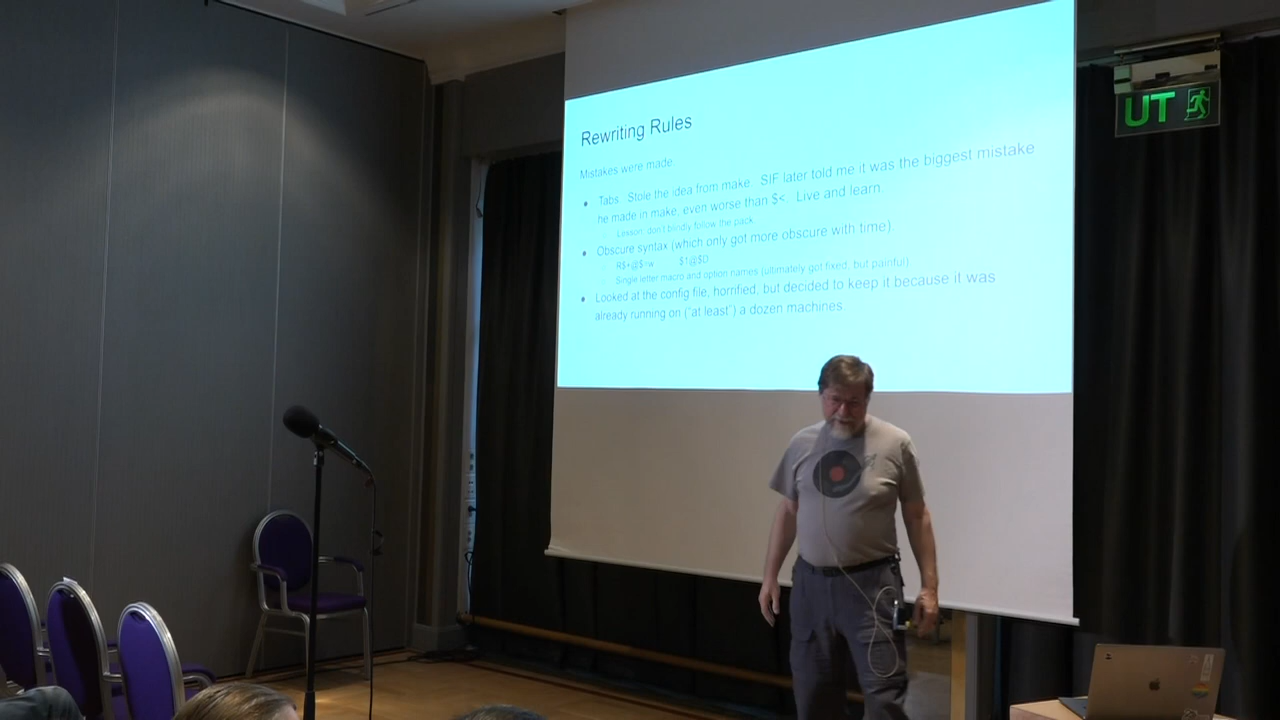 Rewriting Rules
Mistakes were made
Tabs. Stole the idea from make. SIF later told me it was the biggest mistake
he made in make, even worse than $<. Live and learn.
Lesson: don't blindly follow the pack
Obscure syntax (which only got more obscure with time).
R$+@$=w $1@$D
Single letter macro and option names (ultimately got fixed, but painful)
Looked at the config file, horrified, but decided to keep it because it was
already running on ("at least") a dozen machines.
UT